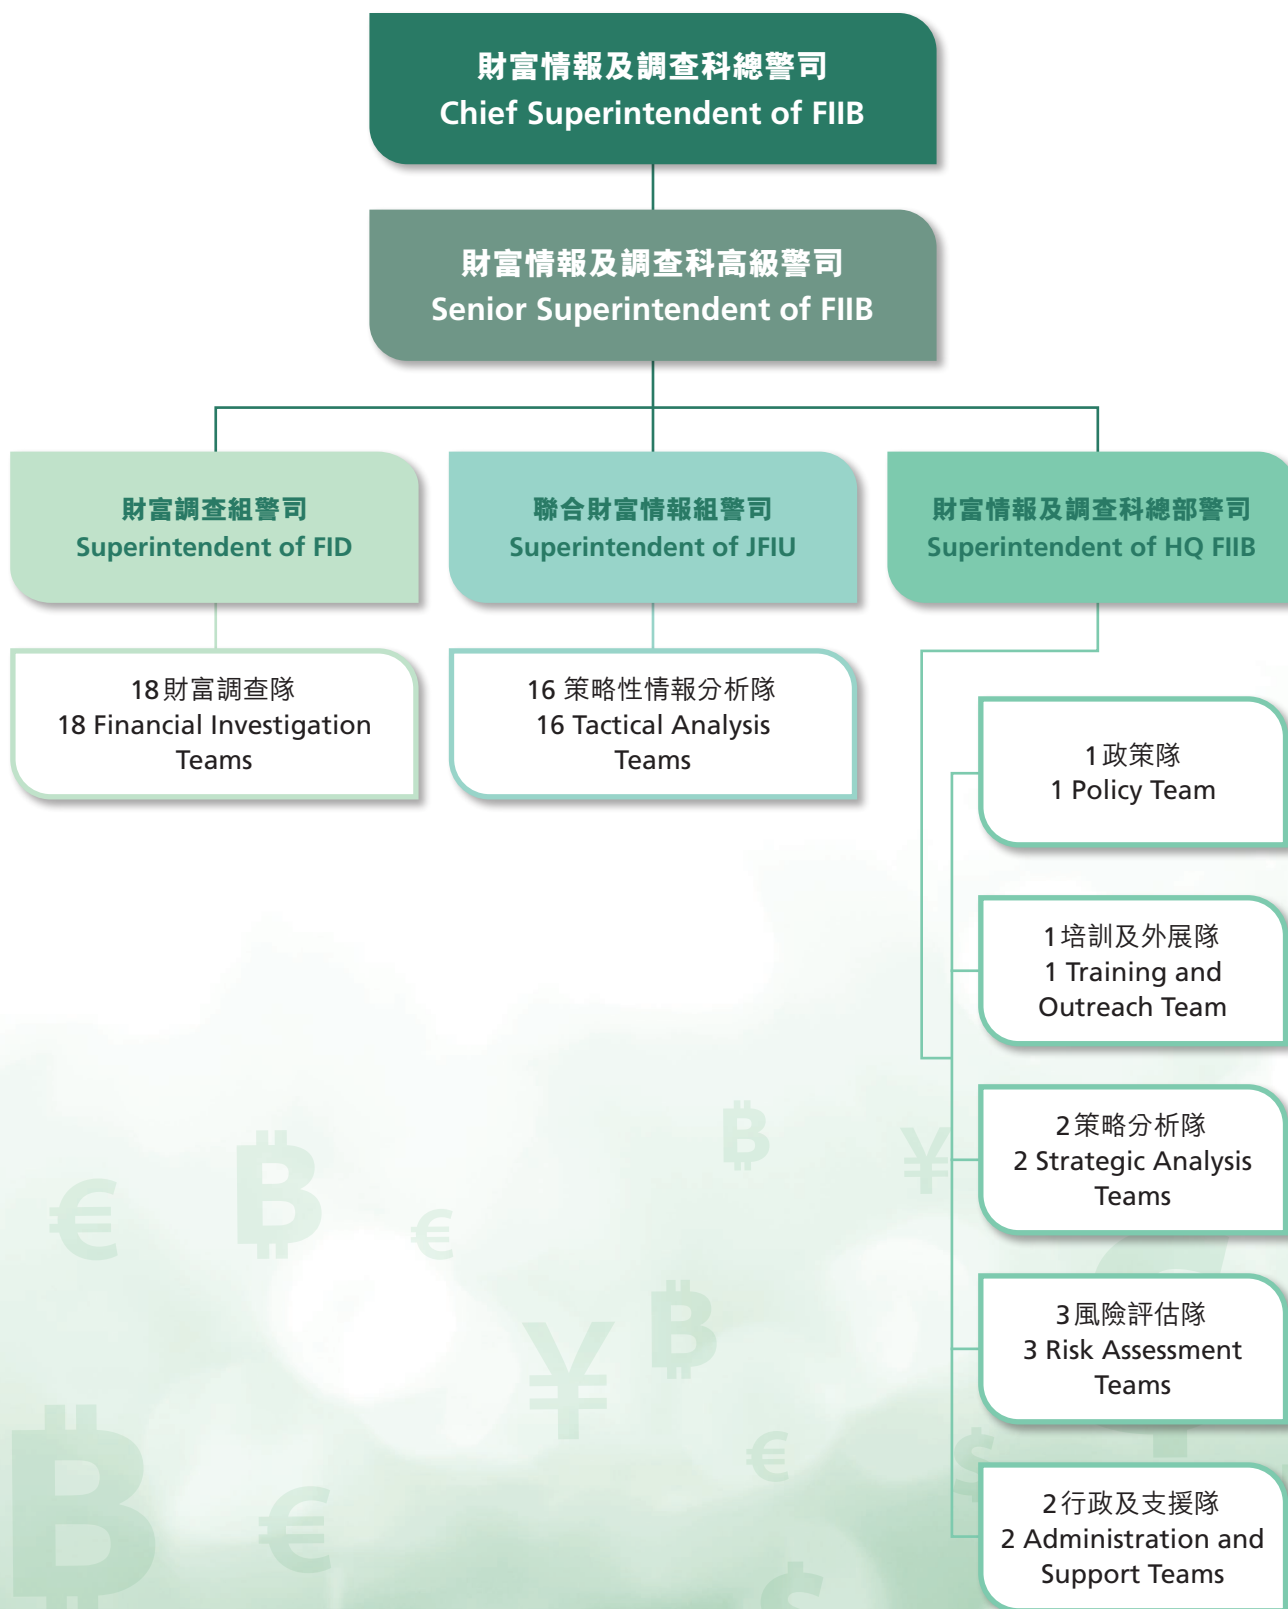 財富情報及調查科總警司
Chief Superintendent of FIIB
財富情報及調查科高級警司
Senior Superintendent of FIIB
財富調查組警司
Superintendent of FID
聯合財富情報組警司
Superintendent of JFIU
財富情報及調查科總部警司
Superintendent of HQ FIIB
18財富調查隊
18 Financial Investigation
Teams
16 策略性情報分析隊
16 Tactical Analysis
Teams
1政策隊
1 Policy Team
1培訓及外展隊
1 Training and
Outreach Team
2策略分析隊
2 Strategic Analysis
Teams
3風險評估隊
3 Risk Assessment
Teams
2行政及支援隊
2 Administration and
Support Teams